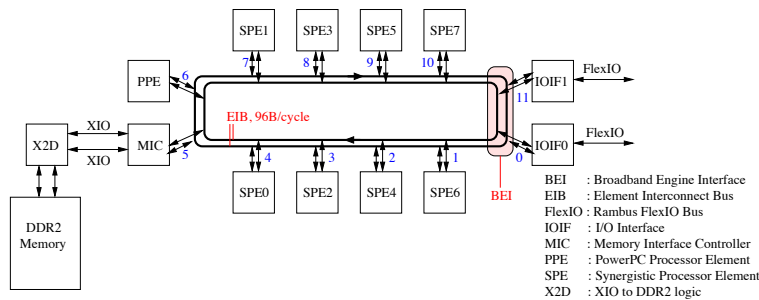 SPE1 SPE3 SPE5 SPE7
7 8 9 10
PPE 6 IOIF1 FlexIO
11
EIB, 96B/cycle
X2D XIO MIC IOIF0 FlexIO
XIO 5 4 3 2 1 0
SPE0 SPE2 SPE4 SPE6
BEI
DDR2
Memory
BEI : Broadband Engine Interface
EIB : Element Interconnect Bus
FlexIO : Rambus FlexIO Bus
IOIF : I/O Interface
MIC : Memory Interface Controller
PPE : PowerPC Processor Element
SPE : Synergistic Processor Element
X2D : XIO to DDR2 logic